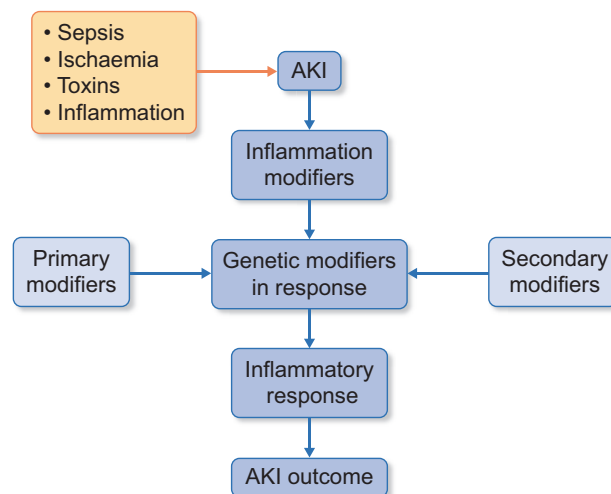 • Sepsis
• Ischaemia
• Toxins
• Inflammation
AKI
Inflammation
modifiers
Primary
modifiers
Genetic modifiers
in response
Secondary
modifiers
Inflammatory
response
AKI outcome